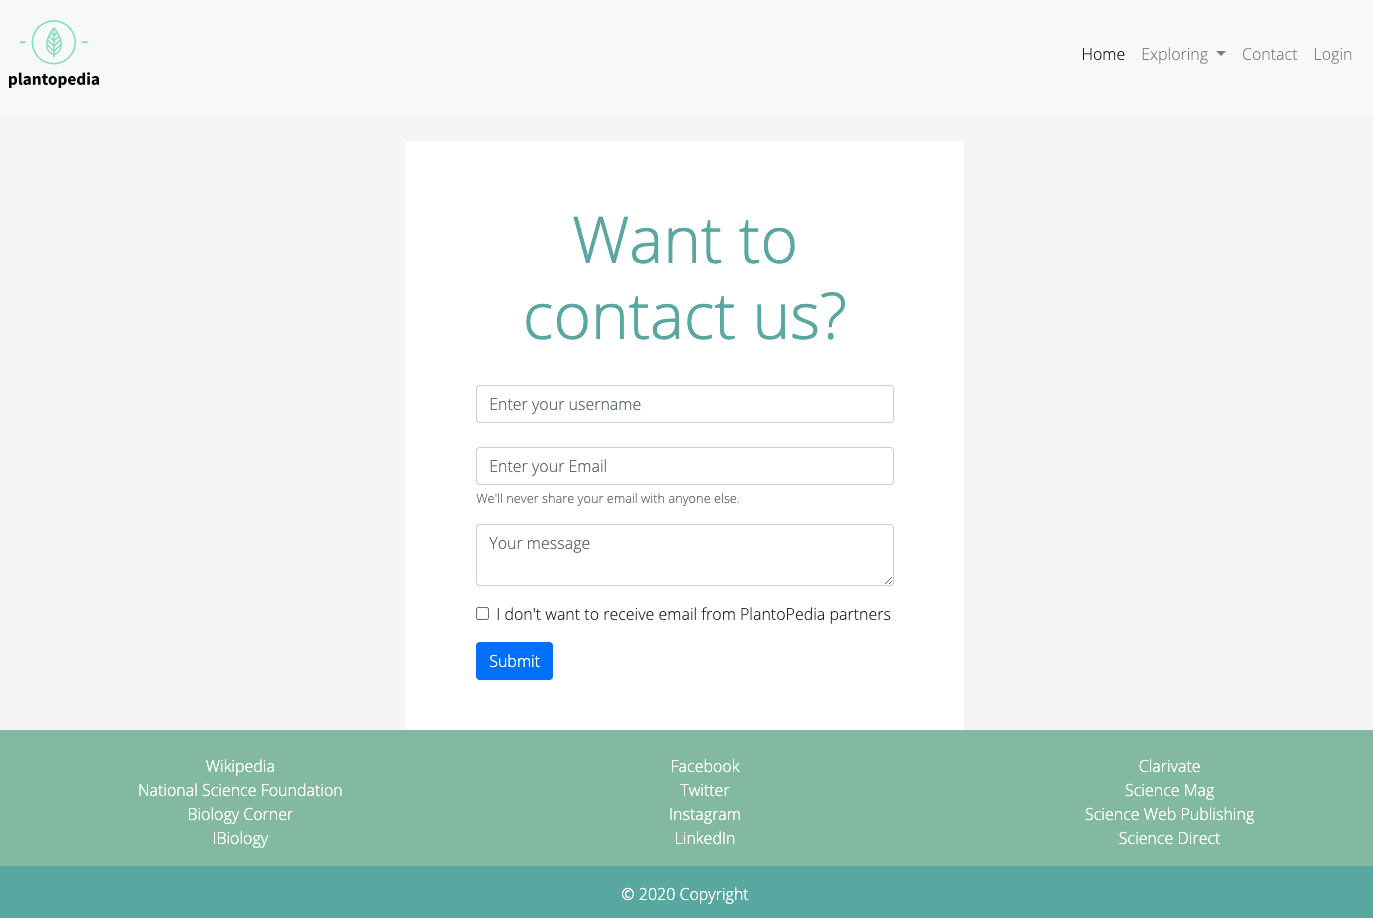 plantopedia
Home Exploring Contact Login
Want to
contact us?
Enter your username
Enter your Email
We'll never share your email with anyone else.
Your message
I don't want to receive email from PlantoPedia partners
Submit
Wikipedia
National Science Foundation
Biology Corner
IBiology
Facebook
Twitter
Instagram
LinkedIn
Clarivate
Science Mag
Science Web Publishing
Science Direct
© 2020 Copyright